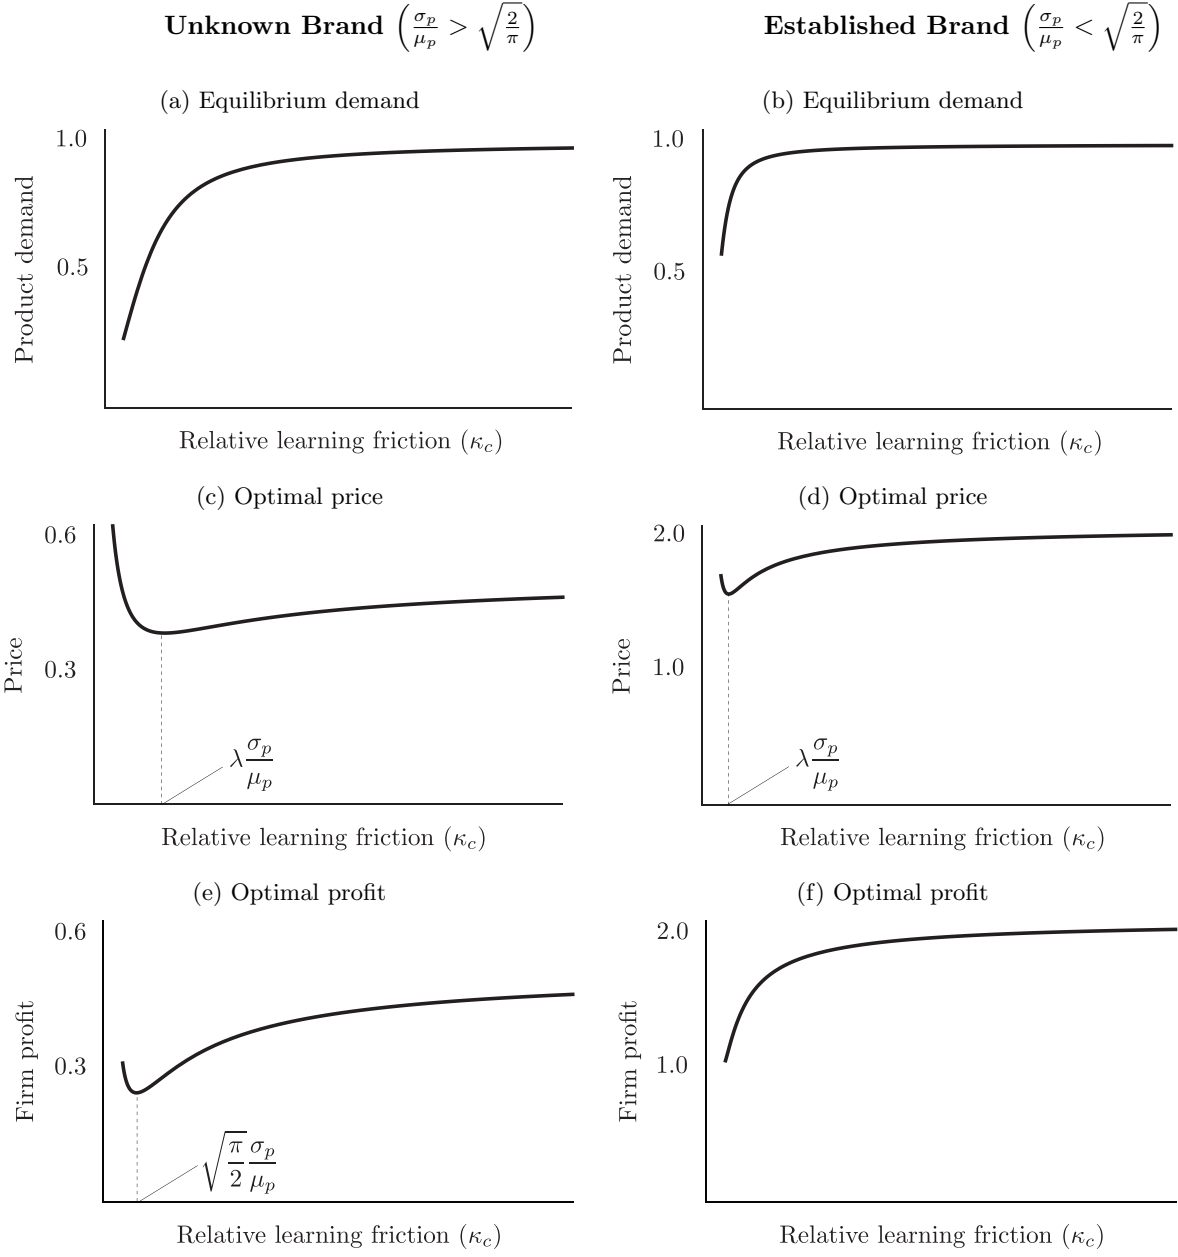 Unknown Brand (σp/μp > √(2/π))
Established Brand (σp/μp < √(2/π))
(a) Equilibrium demand
(b) Equilibrium demand
1.0
0.5
Product demand
Relative learning friction (κc)
1.0
0.5
Product demand
Relative learning friction (κc)
(c) Optimal price
(d) Optimal price
0.6
0.3
Price
λ σp/μp
Relative learning friction (κc)
2.0
1.0
Price
λ σp/μp
Relative learning friction (κc)
(e) Optimal profit
(f) Optimal profit
0.6
0.3
Firm profit
√(π/2) σp/μp
Relative learning friction (κc)
2.0
1.0
Firm profit
Relative learning friction (κc)